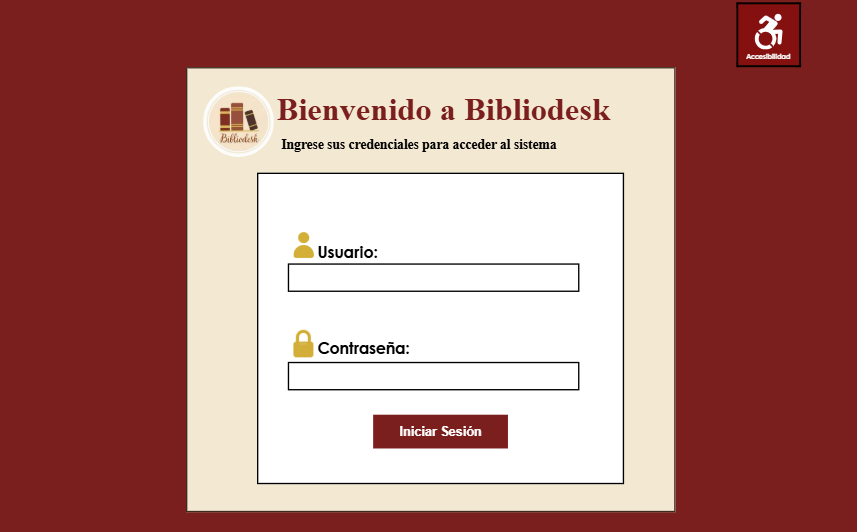 Accesibilidad
Bibliodesk
Bienvenido a Bibliodesk
Ingrese sus credenciales para acceder al sistema
Usuario:
Contraseña:
Iniciar Sesión